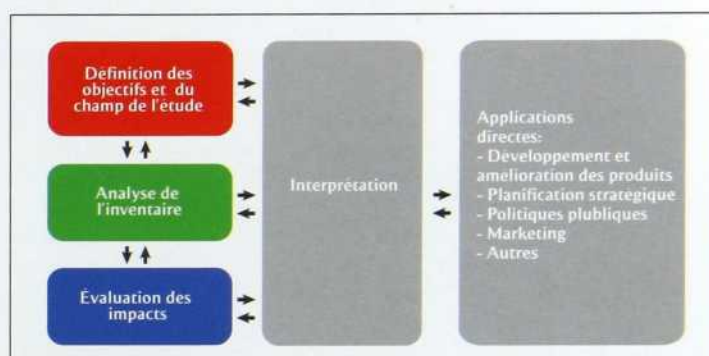 Définition des
objectifs et du
champ de l'étude
Analyse de
l'inventaire
Évaluation des
impacts
Interprétation
Applications
directes:
- Développement et
amelioration des produits
- Planification stratégique
- Politiques plubliques
- Marketing
- Autres